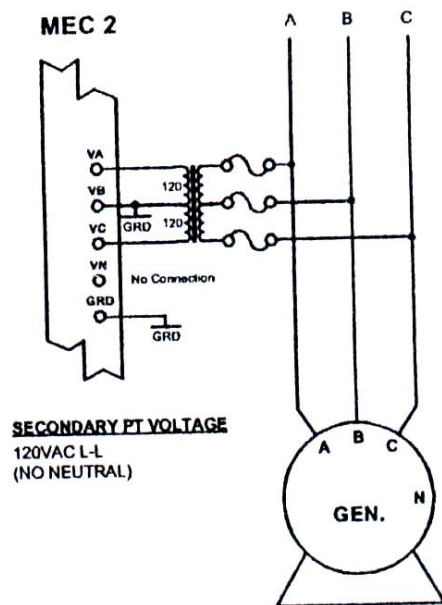 MEC 2
A B C
VA
120
VB
120
GRD
VC
VN
No Connection
GRD
GRD
SECONDARY PT VOLTAGE
120VAC L-L
(NO NEUTRAL)
A B C
N
GEN.